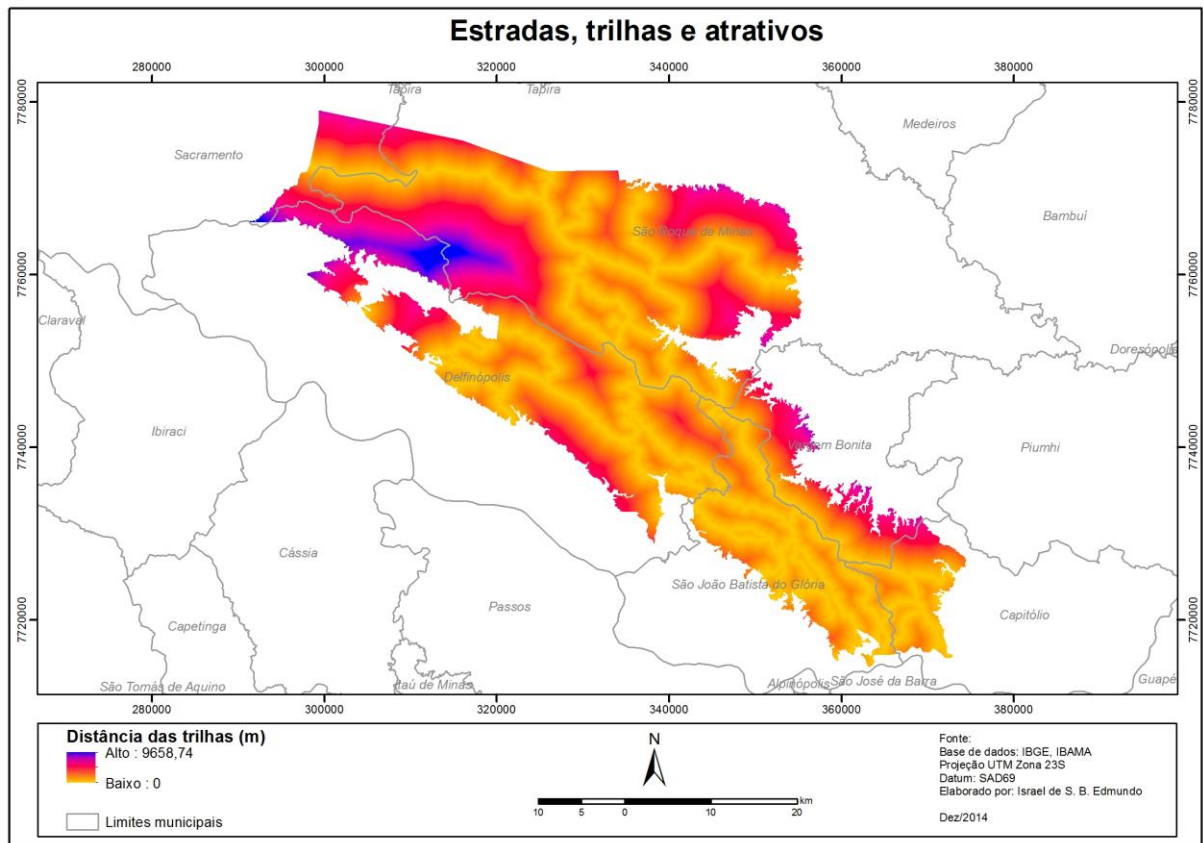 Estradas, trilhas e atrativos
280000 300000 320000 340000 360000 380000
7780000 7780000
Tapira Tapira
Medeiros
Sacramento
Bambuí
São Roque de Minas
7760000 7760000
Claraval
Doresópolis
Delfinópolis
Ibiraci
Vargem Bonita
Piumhi
7740000 7740000
Cássia
São João Batista do Glória
Passos
Capitólio
7720000 7720000
Capetinga
São Tomás de Aquino
Itaú de Minas
Alpinópolis
São José da Barra
Guapé
280000 300000 320000 340000 360000 380000
Distância das trilhas (m)
Alto : 9658,74
Baixo : 0
Limites municipais
N
km
10 5 0 10 20
Fonte:
Base de dados: IBGE, IBAMA
Projeção UTM Zona 23S
Datum: SAD69
Elaborado por: Israel de S. B. Edmundo
Dez/2014